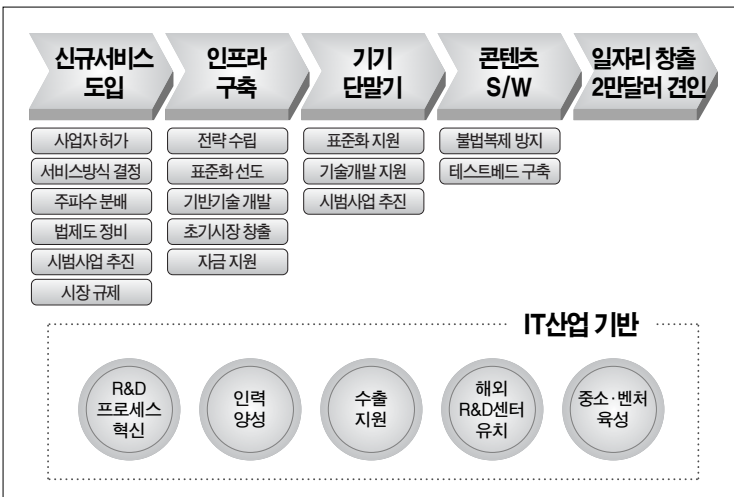 신규서비스
도입
인프라
구축
기기
단말기
콘텐츠
S/W
일자리 창출
2만달러 견인
사업자 허가
서비스방식 결정
주파수 분배
법제도 정비
시범사업 추진
시장 규제
전략 수립
표준화 선도
기반기술 개발
초기시장 창출
자금 지원
표준화 지원
기술개발 지원
시범사업 추진
불법복제 방지
테스트베드 구축
IT산업 기반
R&D
프로세스
혁신
인력
양성
수출
지원
해외
R&D센터
유치
중소·벤처
육성